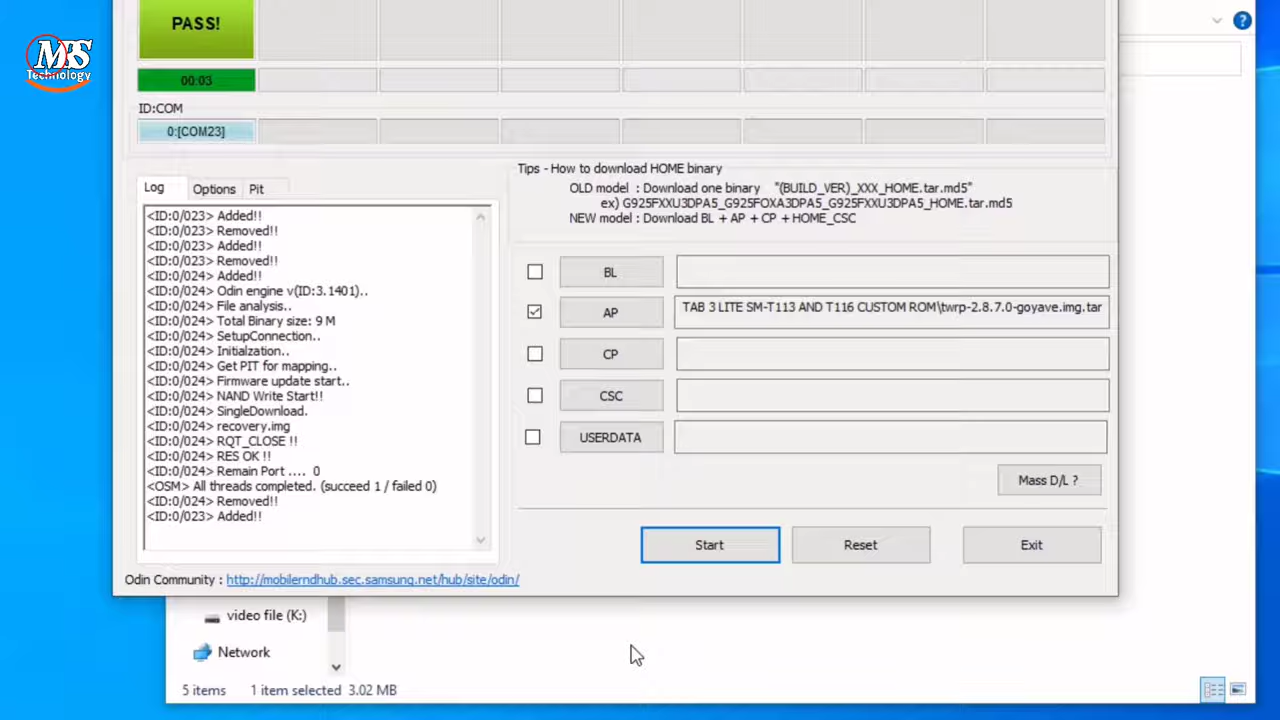 MS
Technology
PASS!
00:03
ID:COM
0:[COM23]
Log Options Pit
<ID:0/023> Added!!
<ID:0/023> Removed!!
<ID:0/023> Added!!
<ID:0/023> Removed!!
<ID:0/024> Added!!
<ID:0/024> Odin engine v(ID:3.1401)..
<ID:0/024> File analysis..
<ID:0/024> Total Binary size: 9 M
<ID:0/024> SetupConnection..
<ID:0/024> Initialzation..
<ID:0/024> Get PIT for mapping..
<ID:0/024> Firmware update start..
<ID:0/024> NAND Write Start!!
<ID:0/024> SingleDownload.
<ID:0/024> recovery.img
<ID:0/024> RQT_CLOSE !!
<ID:0/024> RES OK !!
<ID:0/024> Remain Port .... 0
<OSM> All threads completed. (succeed 1 / failed 0)
<ID:0/024> Removed!!
<ID:0/023> Added!!
Tips - How to download HOME binary
OLD model : Download one binary "(BUILD_VER)_XXX_HOME.tar.md5"
ex) G925FXXU3DPA5_G925FOXA3DPA5_G925FXXU3DPA5_HOME.tar.md5
NEW model : Download BL + AP + CP + HOME_CSC
BL
AP TAB 3 LITE SM-T113 AND T116 CUSTOM ROM\twrp-2.8.7.0-goyave.img.tar
CP
CSC
USERDATA
Mass D/L ?
Start Reset Exit
Odin Community : http://mobilerndhub.sec.samsung.net/hub/site/odin/
video file (K:)
Network
5 items 1 item selected 3.02 MB